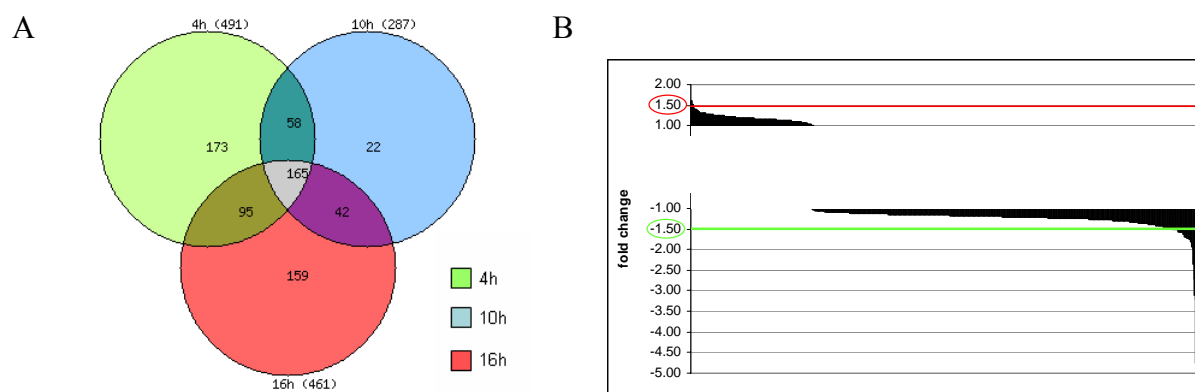 A
4h (491)
10h (287)
58
173
22
165
95
42
159
16h (461)
4h
10h
16h
B
fold change
2.00
1.50
1.00
-1.00
-1.50
-2.00
-2.50
-3.00
-3.50
-4.00
-4.50
-5.00